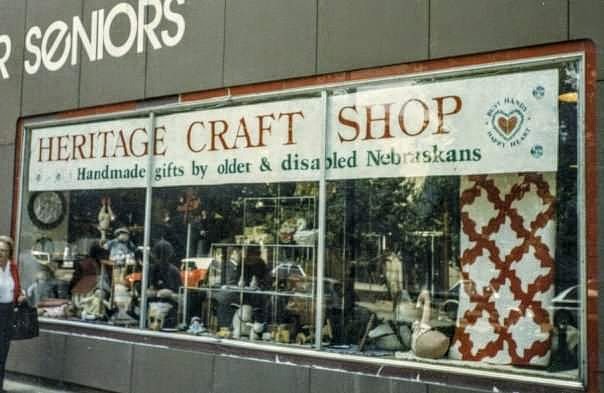 R SENIORS
HERITAGE CRAFT SHOP
Handmade gifts by older & disabled Nebraskans
BUSY HANDS
HAPPY HEART